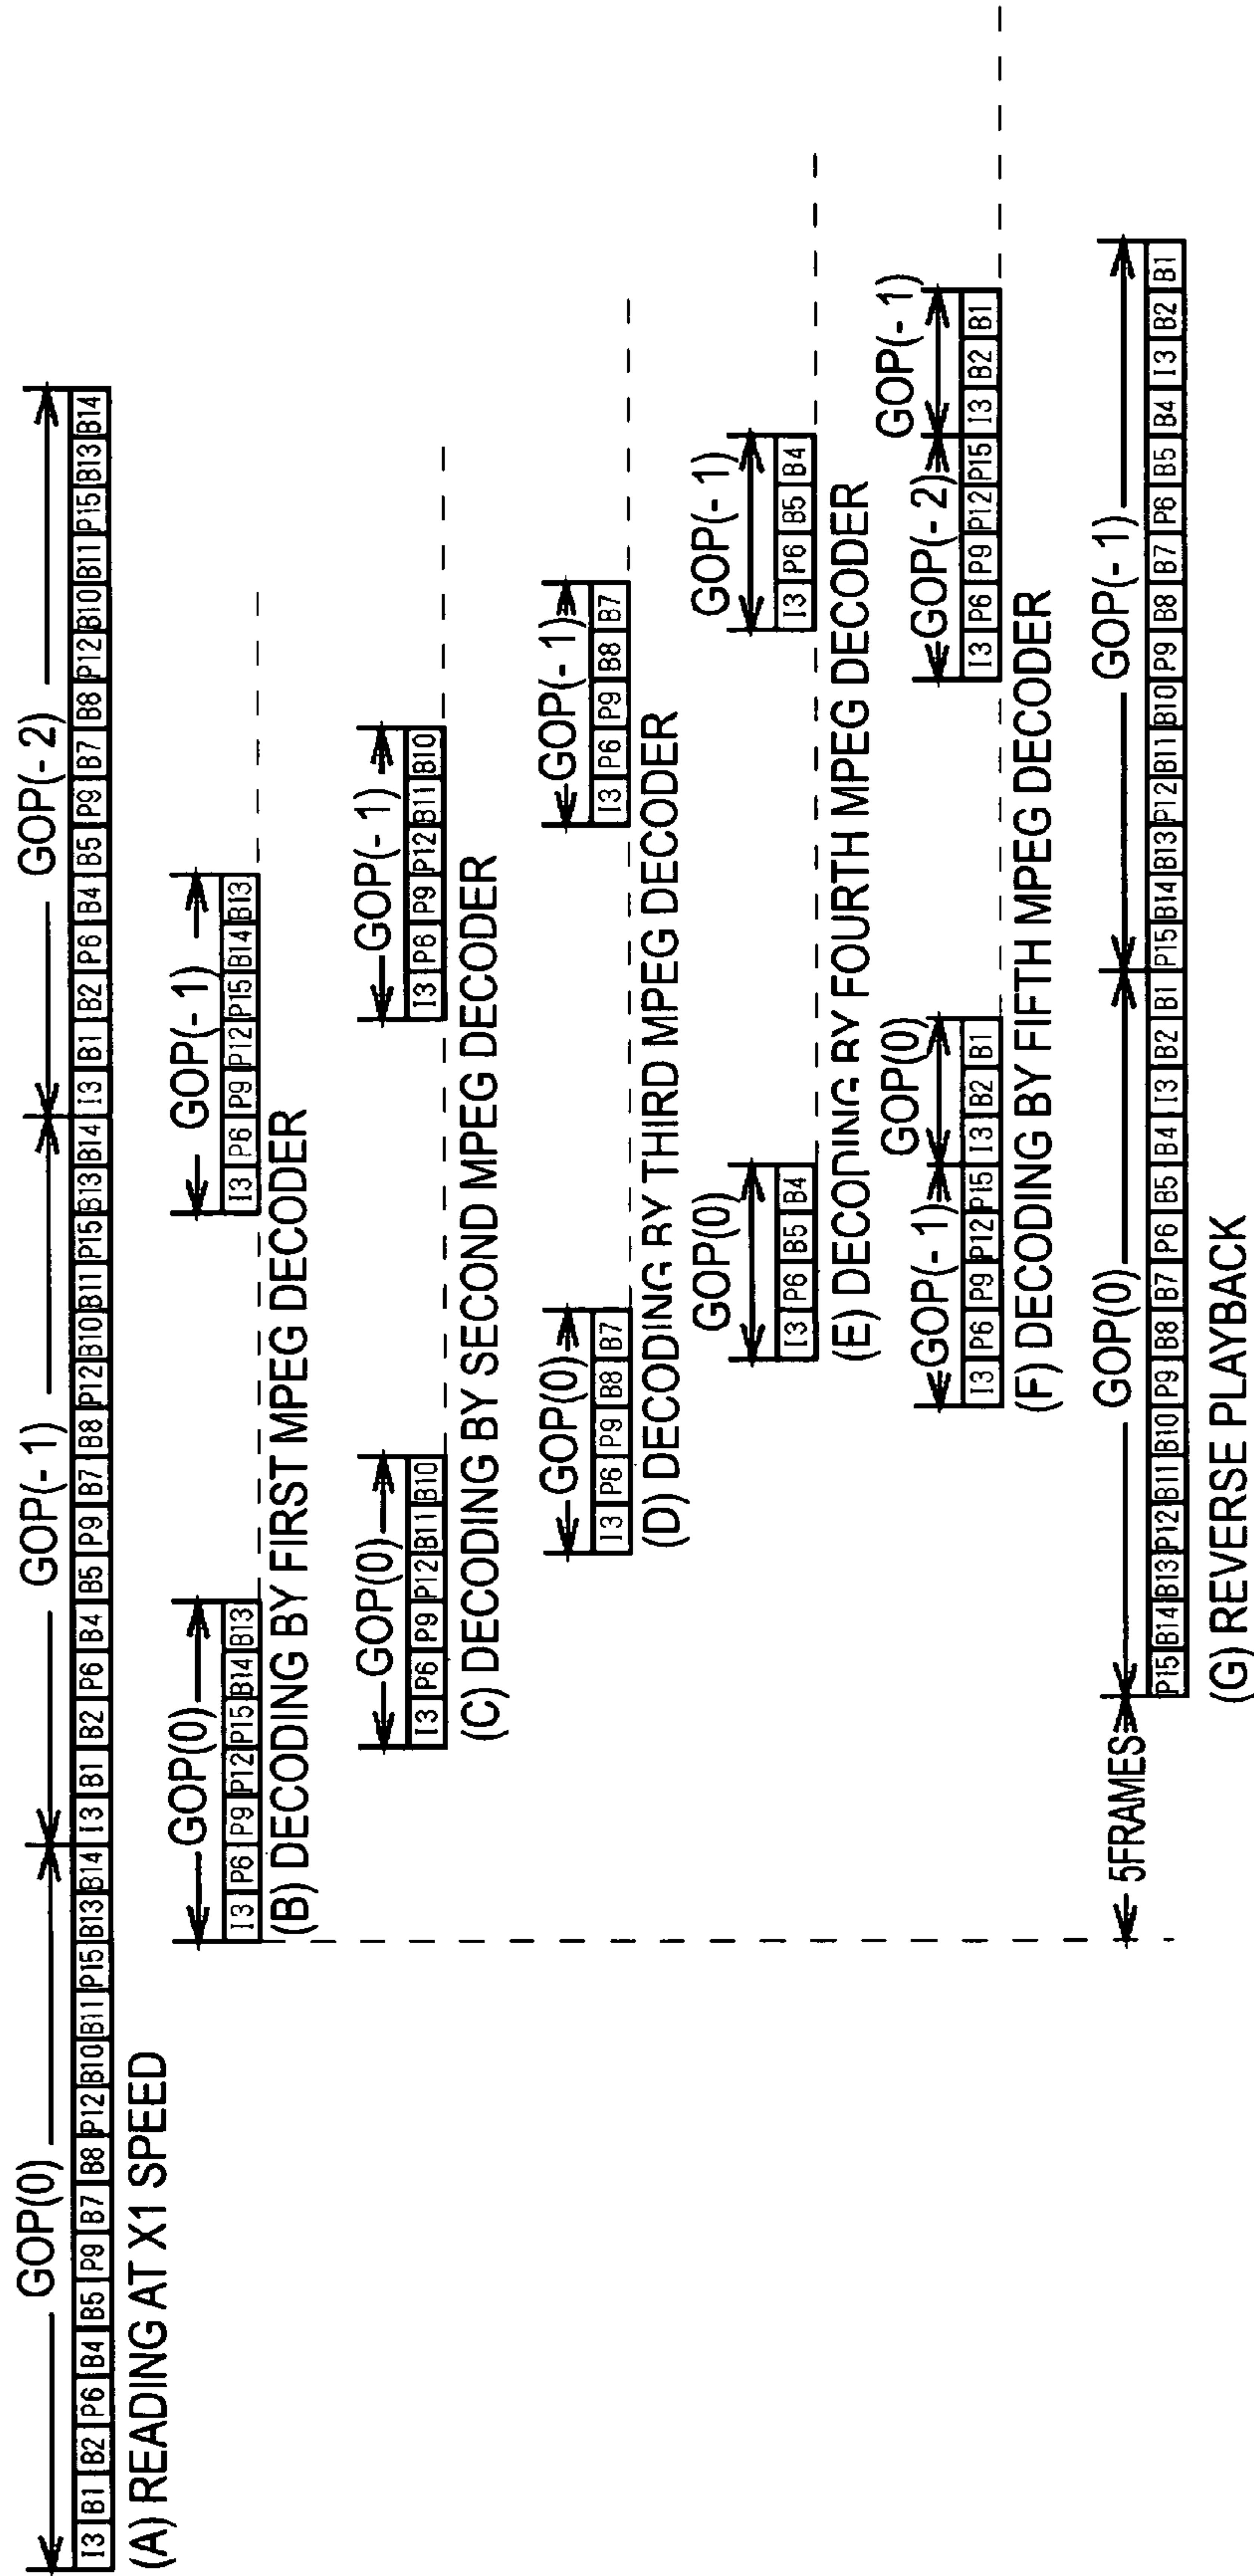 GOP(0) GOP(-1) GOP(-2)
I3 B1 B2 P6 B4 B5 P9 B7 B8 P12 B10 B11 P15 B13 B14 I3 B1 B2 P6 B4 B5 P9 B7 B8 P12 B10 B11 P15 B13 B14 I3 B1 B2 P6 B4 B5 P9 B7 B8 P12 B10 B11 P15 B13 B14
(A) READING AT X1 SPEED
GOP(0) GOP(-1)
I3 P6 P9 P12 P15 B14 B13 I3 P6 P9 P12 P15 B14 B13
(B) DECODING BY FIRST MPEG DECODER
GOP(0) GOP(-1)
I3 P6 P9 P12 B11 B10 I3 P6 P9 P12 B11 B10
(C) DECODING BY SECOND MPEG DECODER
GOP(0) GOP(-1)
I3 P6 P9 B8 B7 I3 P6 P9 B8 B7
(D) DECODING BY THIRD MPEG DECODER
GOP(0) GOP(-1)
I3 P6 B5 B4 I3 P6 B5 B4
(E) DECODING BY FOURTH MPEG DECODER
GOP(-1) GOP(0) GOP(-2) GOP(-1)
I3 P6 P9 P12 P15 I3 B2 B1 I3 P6 P9 P12 P15 I3 B2 B1
(F) DECODING BY FIFTH MPEG DECODER
5FRAMES GOP(0) GOP(-1)
P15 B14 B13 P12 B11 B10 P9 B8 B7 P6 B5 B4 I3 B2 B1 P15 B14 B13 P12 B11 B10 P9 B8 B7 P6 B5 B4 I3 B2 B1
(G) REVERSE PLAYBACK